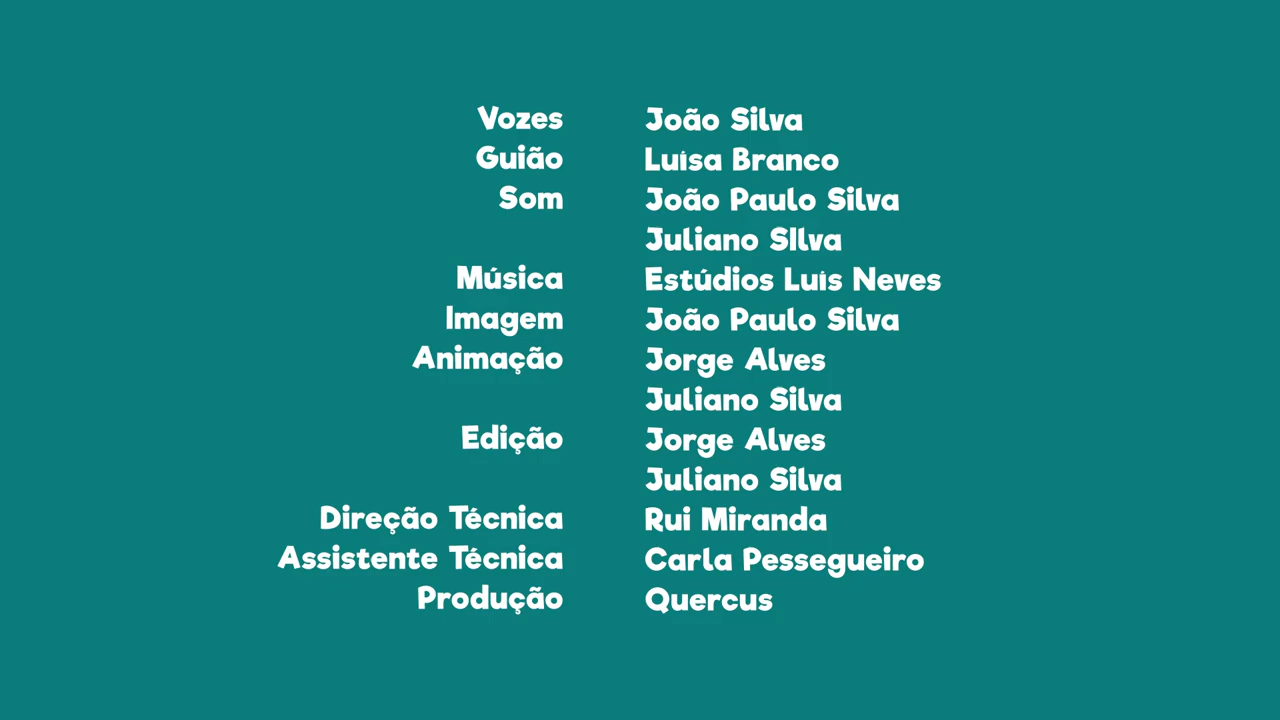 Vozes João Silva
Guião Luísa Branco
Som João Paulo Silva
Juliano SIlva
Música Estúdios Luís Neves
Imagem João Paulo Silva
Animação Jorge Alves
Juliano Silva
Edição Jorge Alves
Juliano Silva
Direção Técnica Rui Miranda
Assistente Técnica Carla Pessegueiro
Produção Quercus